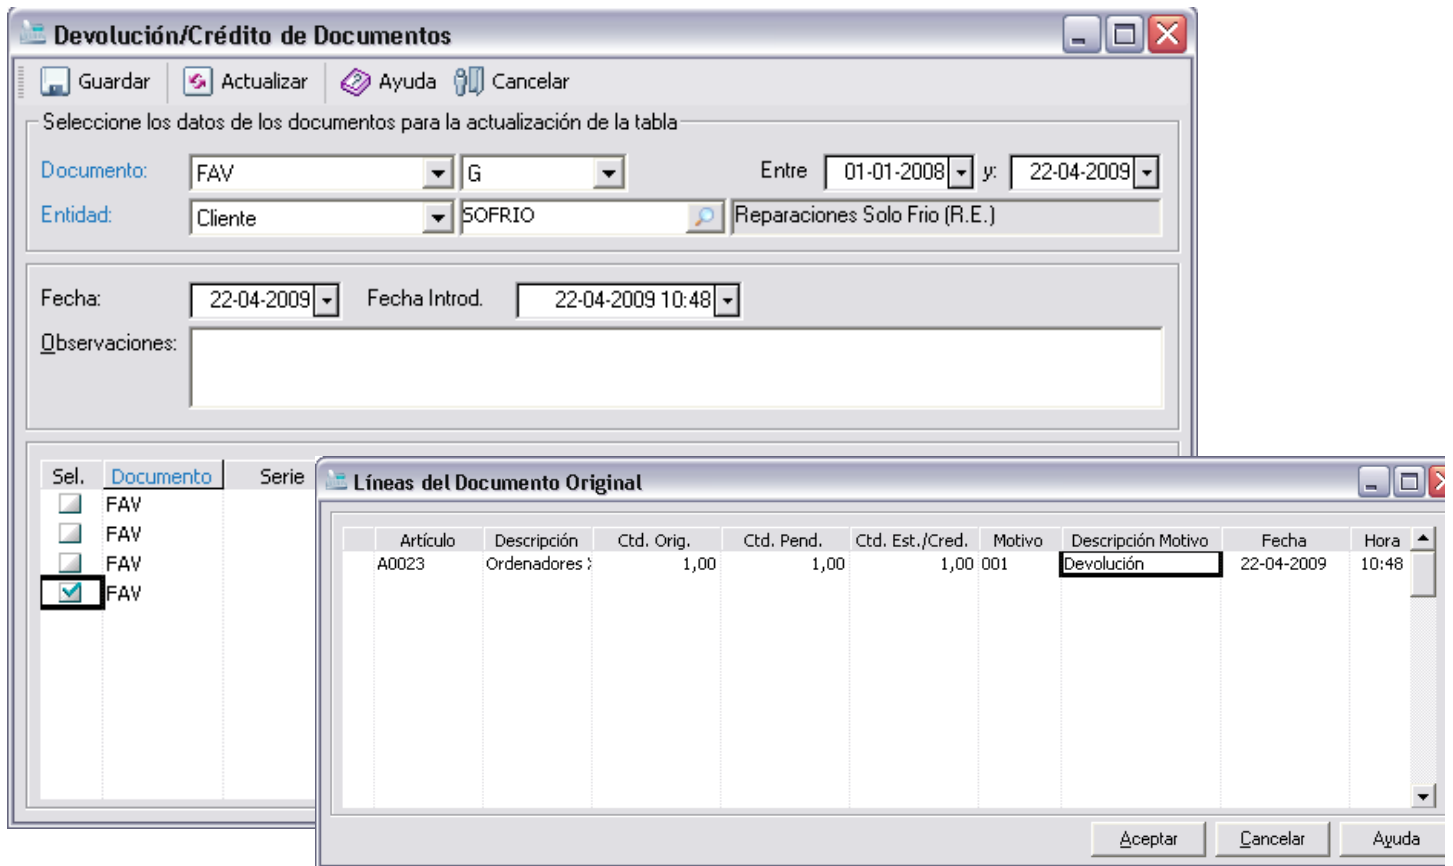 Devolución/Crédito de Documentos
Guardar Actualizar Ayuda Cancelar
Seleccione los datos de los documentos para la actualización de la tabla
Documento: FAV G Entre 01-01-2008 y: 22-04-2009
Entidad: Cliente SOFRIO Reparaciones Solo Frio (R.E.)
Fecha: 22-04-2009 Fecha Introd. 22-04-2009 10:48
Observaciones:
Sel. Documento Serie
FAV
FAV
FAV
FAV
Líneas del Documento Original
Artículo Descripción Ctd. Orig. Ctd. Pend. Ctd. Est./Cred. Motivo Descripción Motivo Fecha Hora
A0023 Ordenadores 1,00 1,00 1,00 001 Devolución 22-04-2009 10:48
Aceptar Cancelar Ayuda